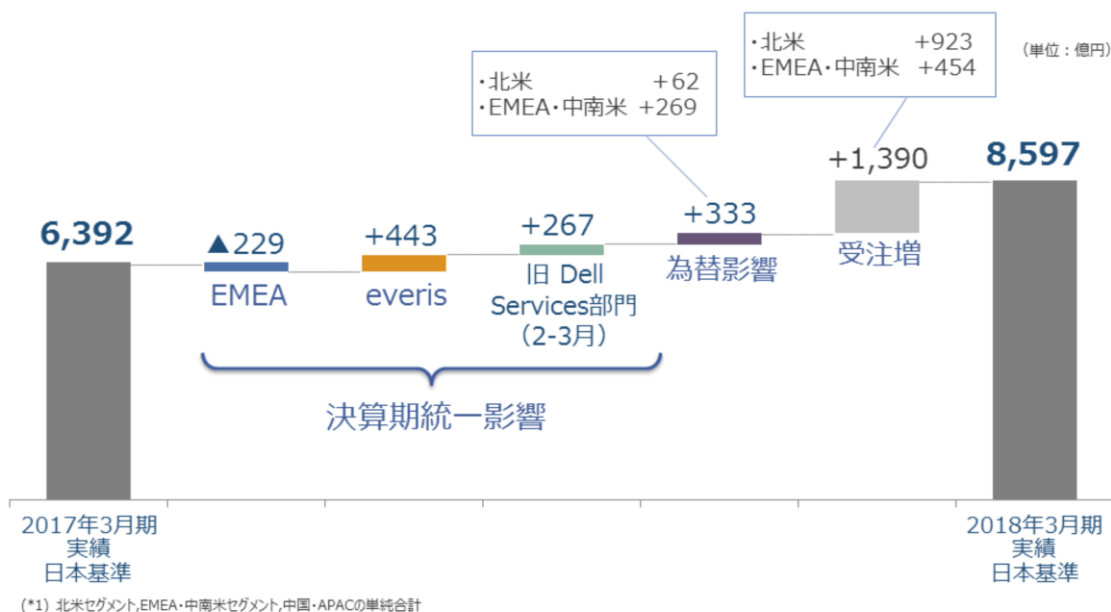 ・北米 +923
・EMEA・中南米 +454
(単位：億円)
・北米 +62
・EMEA・中南米 +269
6,392
▲229
EMEA
+443
everis
+267
旧 Dell
Services部門
(2-3月)
+333
為替影響
+1,390
受注増
8,597
決算期統一影響
2017年3月期
実績
日本基準
2018年3月期
実績
日本基準
(*1) 北米セグメント,EMEA・中南米セグメント,中国・APACの単純合計